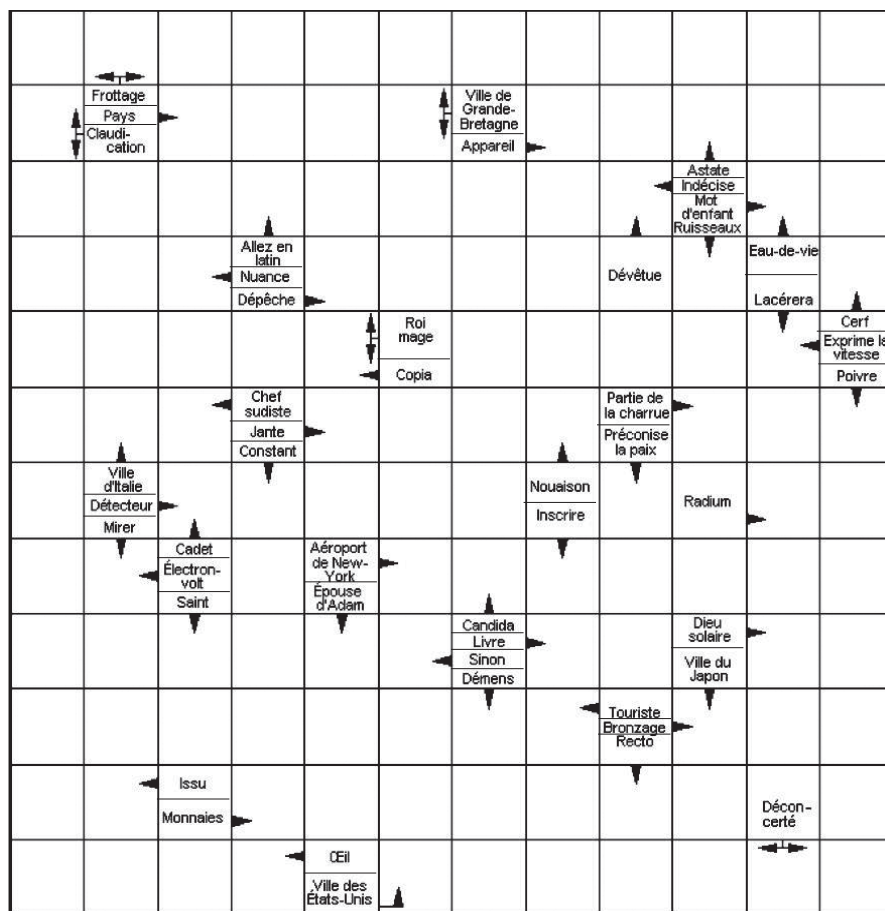 Frottage
Pays
Claudi-
cation
Ville de
Grande-
Bretagne
Appareil
Astate
Indécise
Mot
d'enfant
Ruisseaux
Allez en
latin
Nuance
Dépêche
Dévêtue
Eau-de-vie
Lacérera
Roi
mage
Copia
Cerf
Exprime la
vitesse
Poivre
Chef
sudiste
Jante
Constant
Partie de
la charrue
Préconise
la paix
Ville
d'Italie
Détecteur
Mirer
Nouaison
Inscrire
Radium
Cadet
Électron-
volt
Saint
Aéroport
de New-
York
Épouse
d'Adam
Candida
Livre
Sinon
Démens
Dieu
solaire
Ville du
Japon
Touriste
Bronzage
Recto
Issu
Monnaies
Décon-
certé
Œil
Ville des
États-Unis